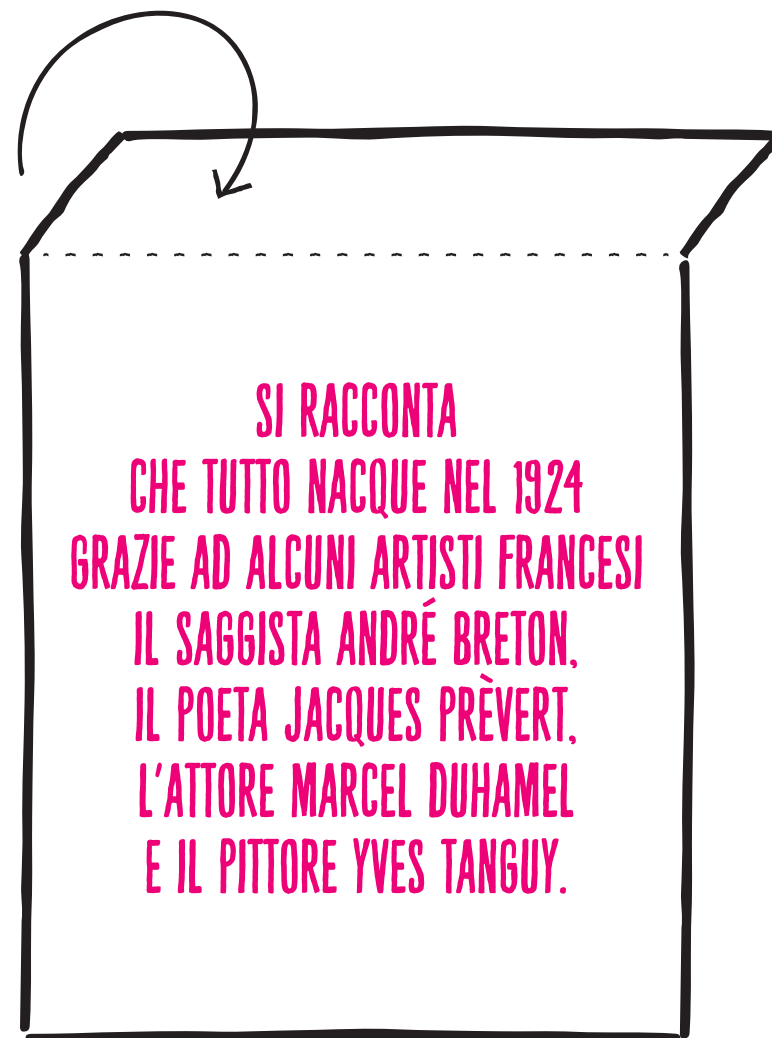 SI RACCONTA
CHE TUTTO NACQUE NEL 1924
GRAZIE AD ALCUNI ARTISTI FRANCESI
IL SAGGISTA ANDRÉ BRETON,
IL POETA JACQUES PRÈVERT,
L'ATTORE MARCEL DUHAMEL
E IL PITTORE YVES TANGUY.